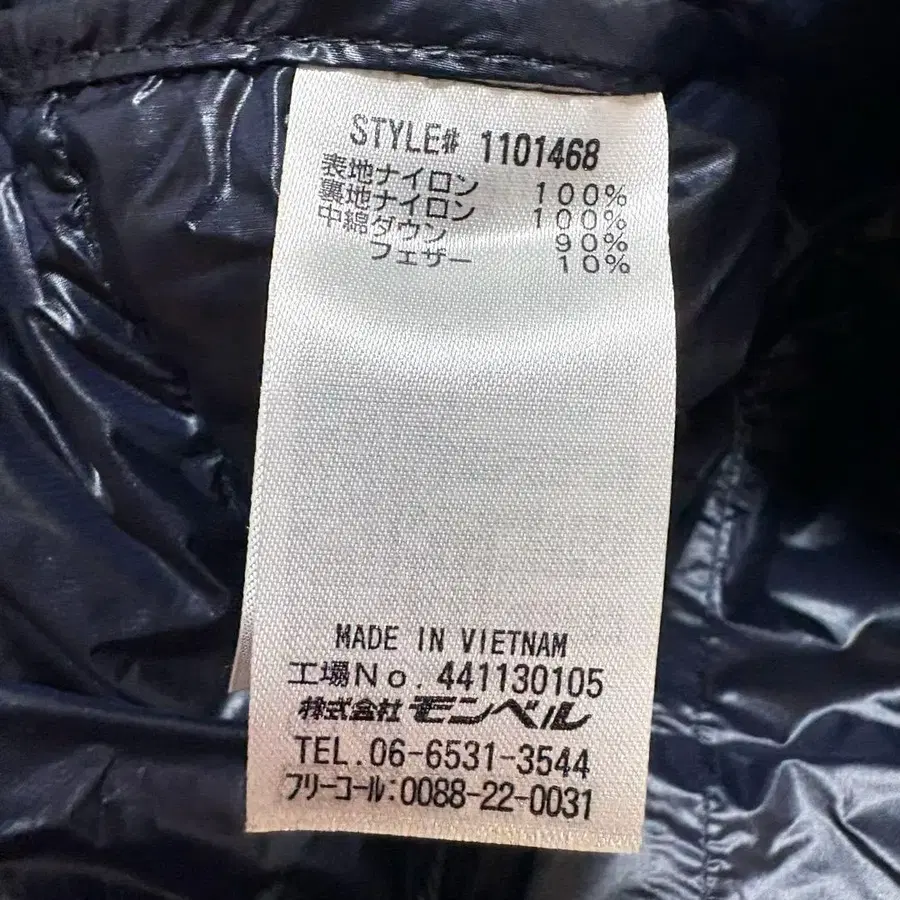 STYLE# 1101468
表地ナイロン 100%
裏地ナイロン 100%
中綿ダウン 90%
フェザー 10%
MADE IN VIETNAM
工場No. 441130105
株式会社モンベル
TEL. 06-6531-3544
フリーコール:0088-22-0031